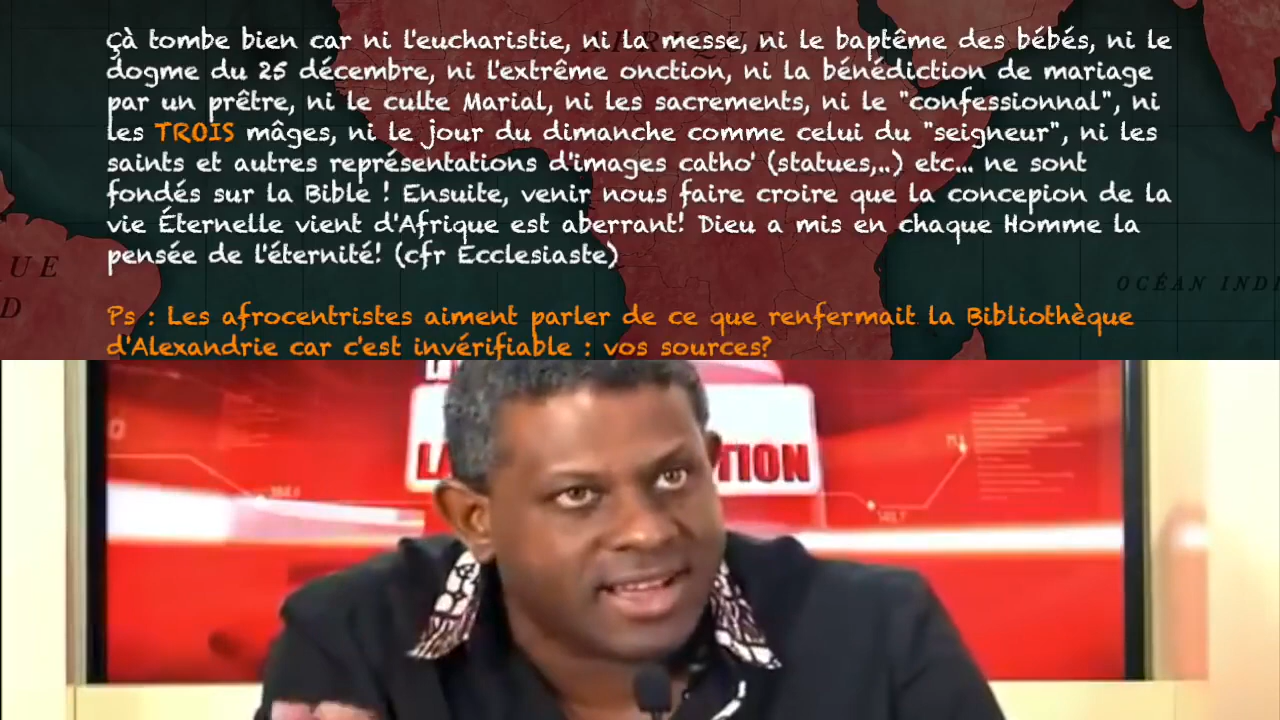 Çà tombe bien car ni l'eucharistie, ni la messe, ni le baptême des bébés, ni le
dogme du 25 décembre, ni l'extrême onction, ni la bénédiction de mariage
par un prêtre, ni le culte Marial, ni les sacrements, ni le "confessionnal", ni
les TROIS mâges, ni le jour du dimanche comme celui du "seigneur", ni les
saints et autres représentations d'images catho' (statues,..) etc... ne sont
fondés sur la Bible ! Ensuite, venir nous faire croire que la concepion de la
vie Éternelle vient d'Afrique est aberrant! Dieu a mis en chaque Homme la
pensée de l'éternité! (cfr Ecclesiaste)
UE
D
OCÉAN INDI
Ps : Les afrocentristes aiment parler de ce que renfermait la Bibliothèque
d'Alexandrie car c'est invérifiable : vos sources?
LA
TION